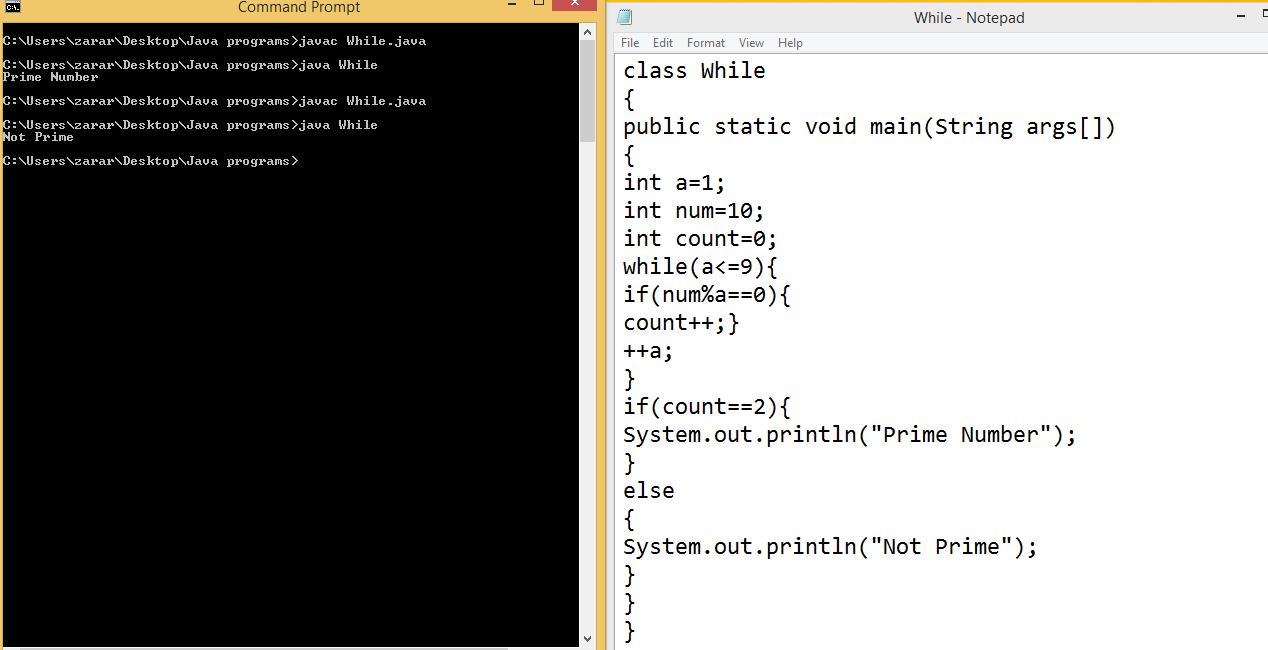 Command Prompt
C:\Users\zarar\Desktop\Java programs>javac While.java
C:\Users\zarar\Desktop\Java programs>java While
Prime Number
C:\Users\zarar\Desktop\Java programs>javac While.java
C:\Users\zarar\Desktop\Java programs>java While
Not Prime
C:\Users\zarar\Desktop\Java programs>
While - Notepad
File Edit Format View Help
class While
{
public static void main(String args[])
{
int a=1;
int num=10;
int count=0;
while(a<=9){
if(num%a==0){
count++;}
++a;
}
if(count==2){
System.out.println("Prime Number");
}
else
{
System.out.println("Not Prime");
}
}
}